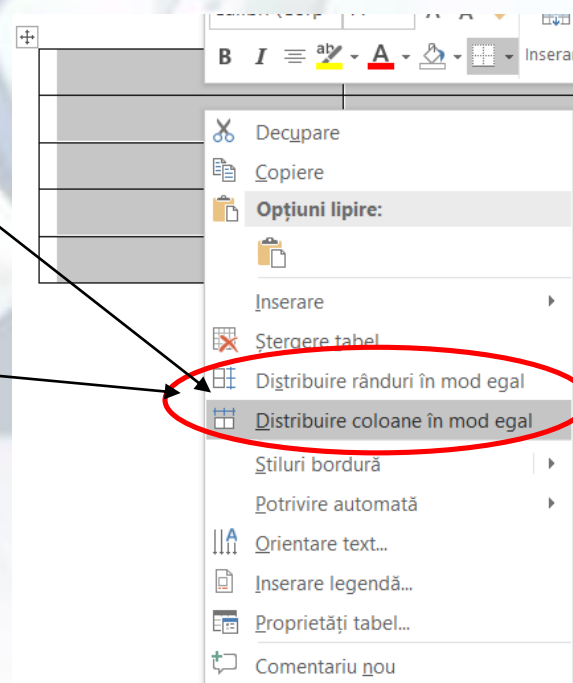 B I ab A Inserar
Decupare
Copiere
Opțiuni lipire:
Inserare
Ștergere tabel
Distribuire rânduri în mod egal
Distribuire coloane în mod egal
Stiluri bordură
Potrivire automată
A Orientare text...
Inserare legendă...
Proprietăți tabel...
Comentariu nou